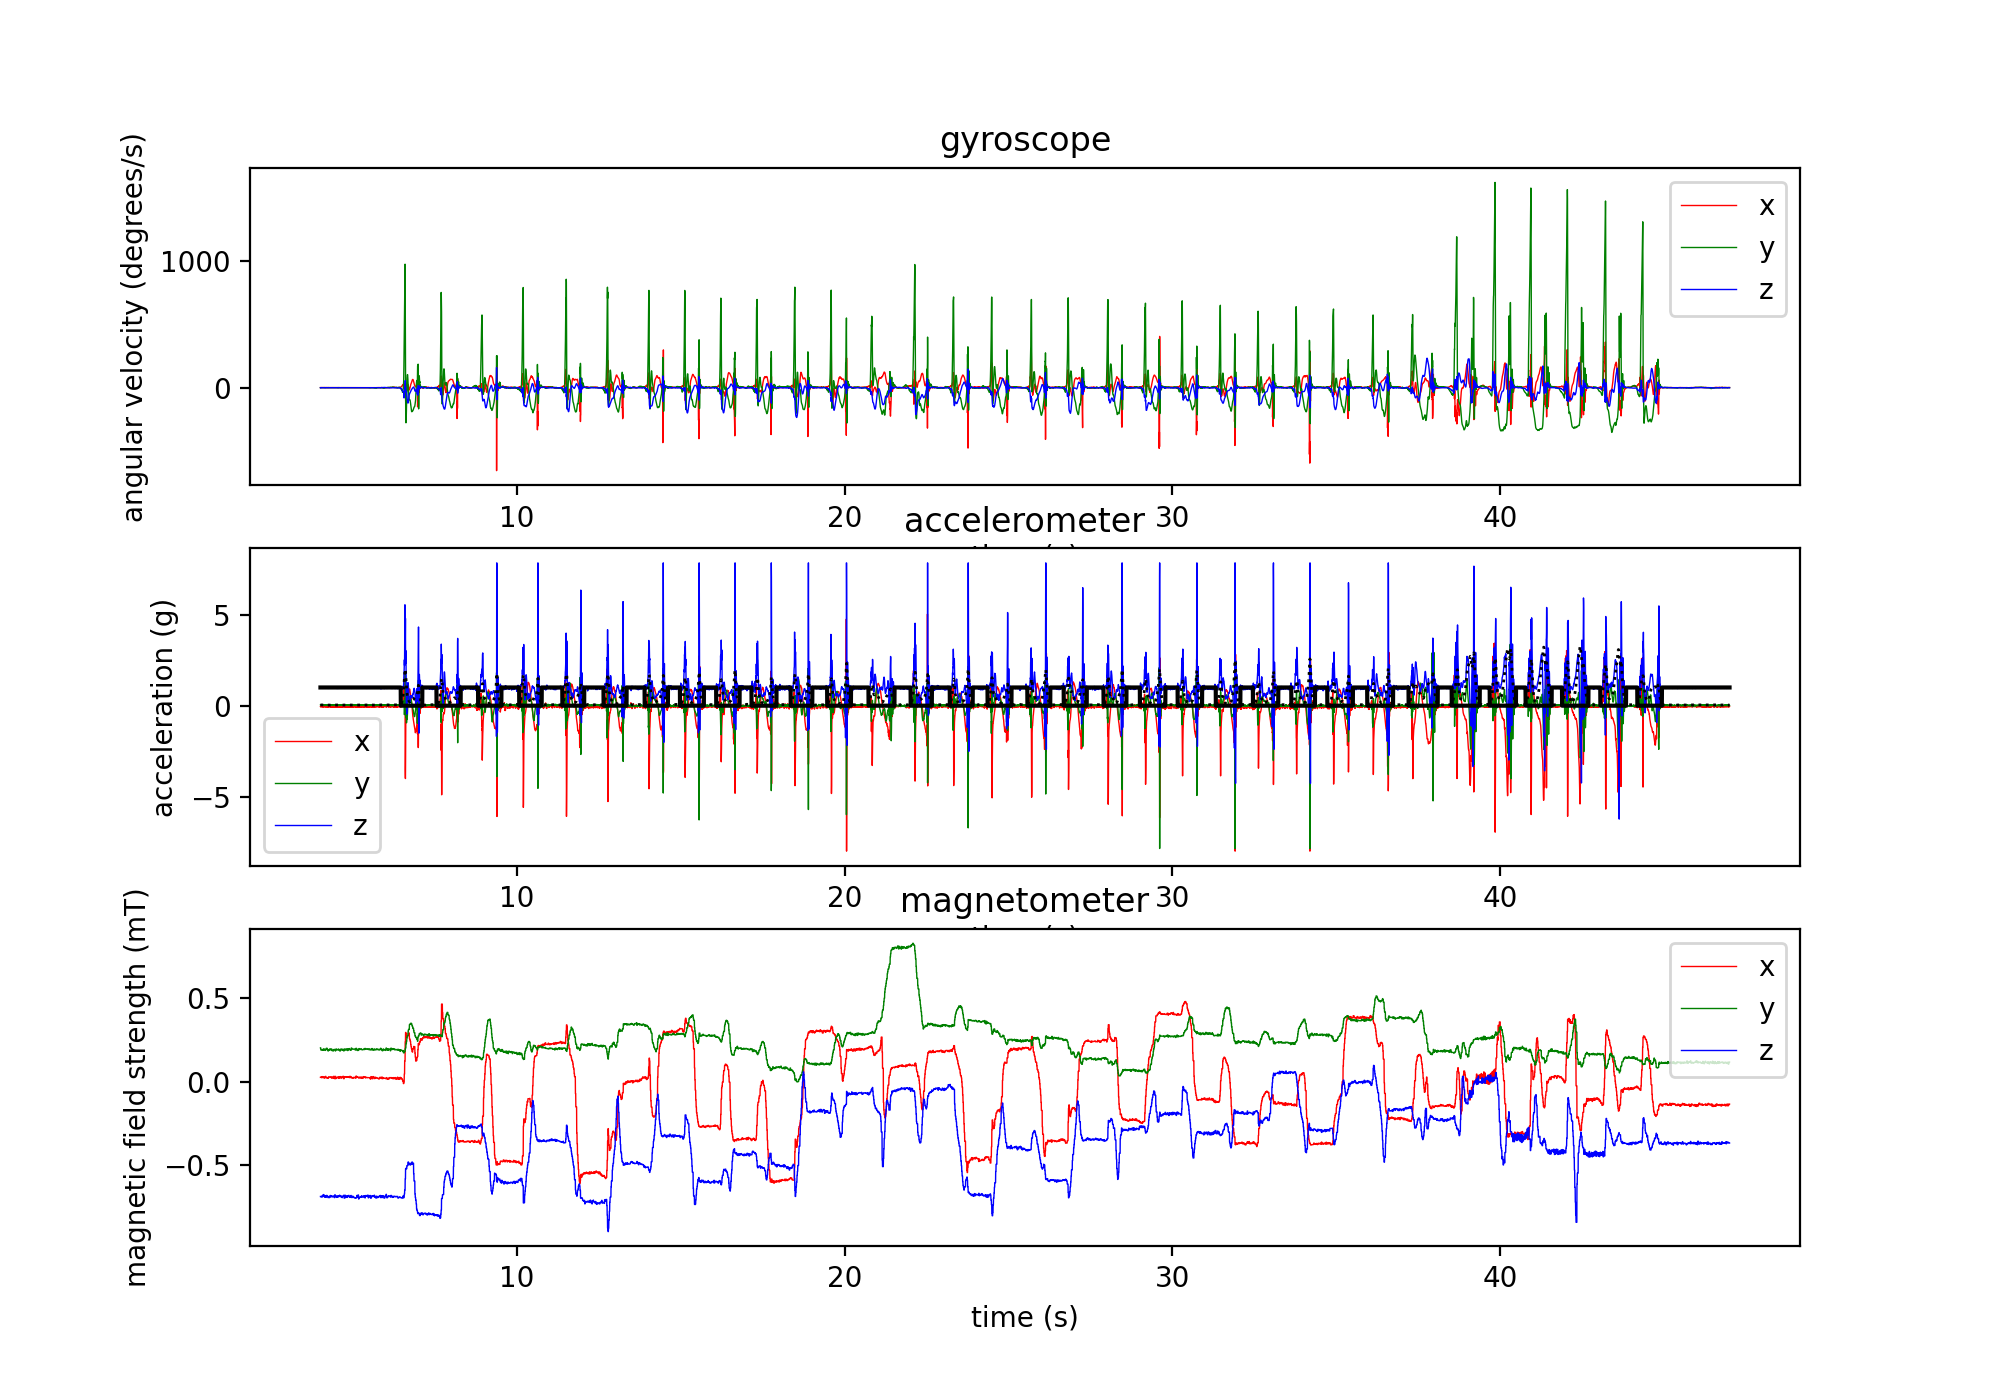 gyroscope
angular velocity (degrees/s)
1000
0
x
y
z
10
20
30
40
accelerometer
acceleration (g)
5
0
−5
x
y
z
10
20
30
40
magnetometer
magnetic field strength (mT)
0.5
0.0
−0.5
x
y
z
10
20
30
40
time (s)